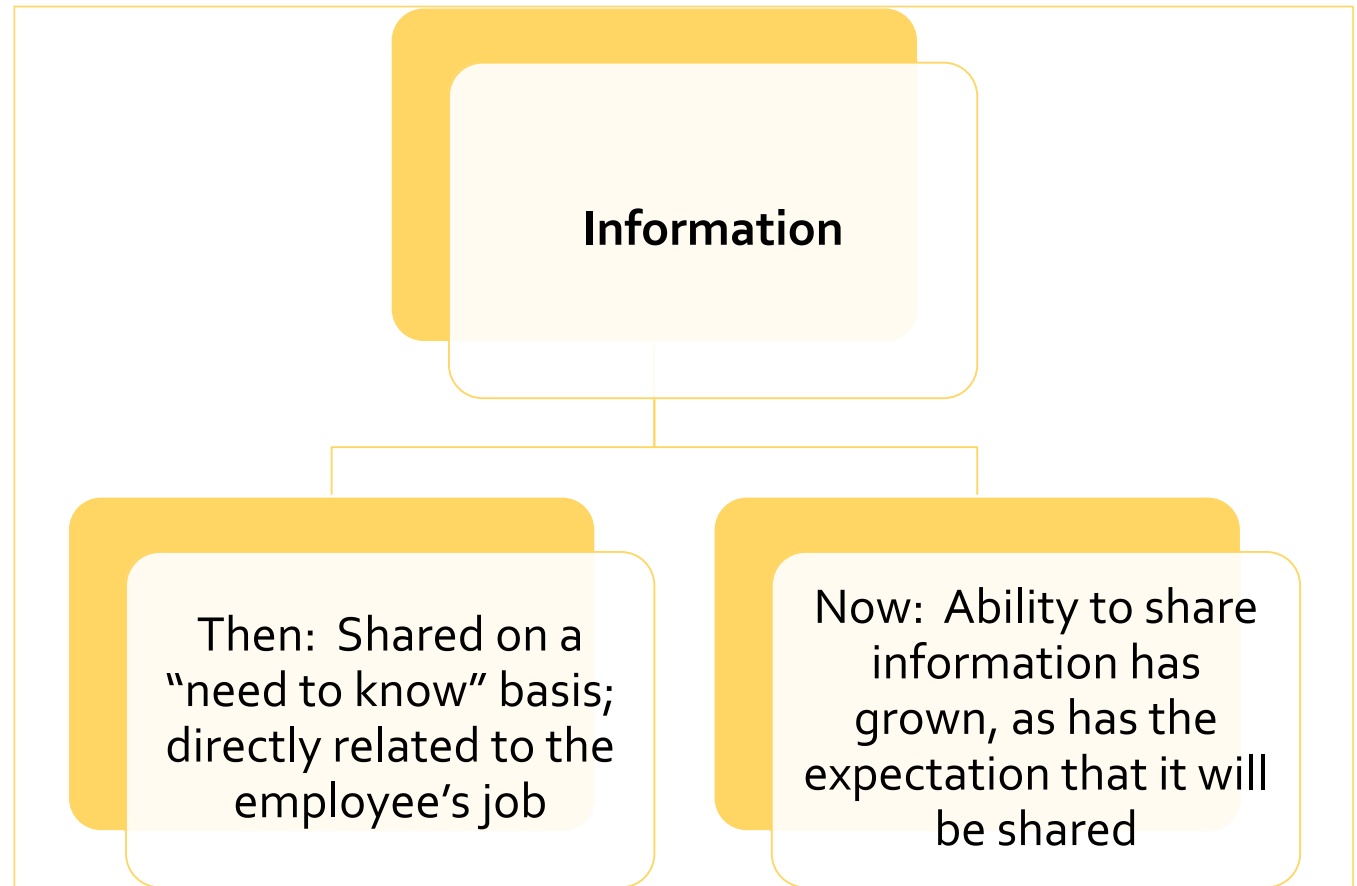 Information
Then:  Shared on a
“need to know” basis;
directly related to the
employee’s job
Now:  Ability to share
information has
grown, as has the
expectation that it will
be shared